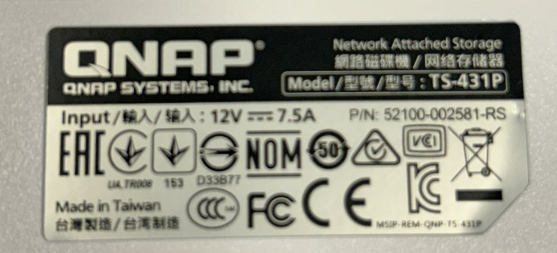 QNAP®
QNAP SYSTEMS, INC.
Network Attached Storage
網路磁碟機 / 网络存储器
Model/型號/型号 : TS-431P
Input/輸入/输入 : 12V ⎓ 7.5A
P/N: 52100-002581-RS
EAC
UA.TR008
153
D33B77
NOM
50
VCI
Made in Taiwan
台灣製造/台湾制造
CCC
FC CE
KC
MSIP-REM-QNP-TS-431P